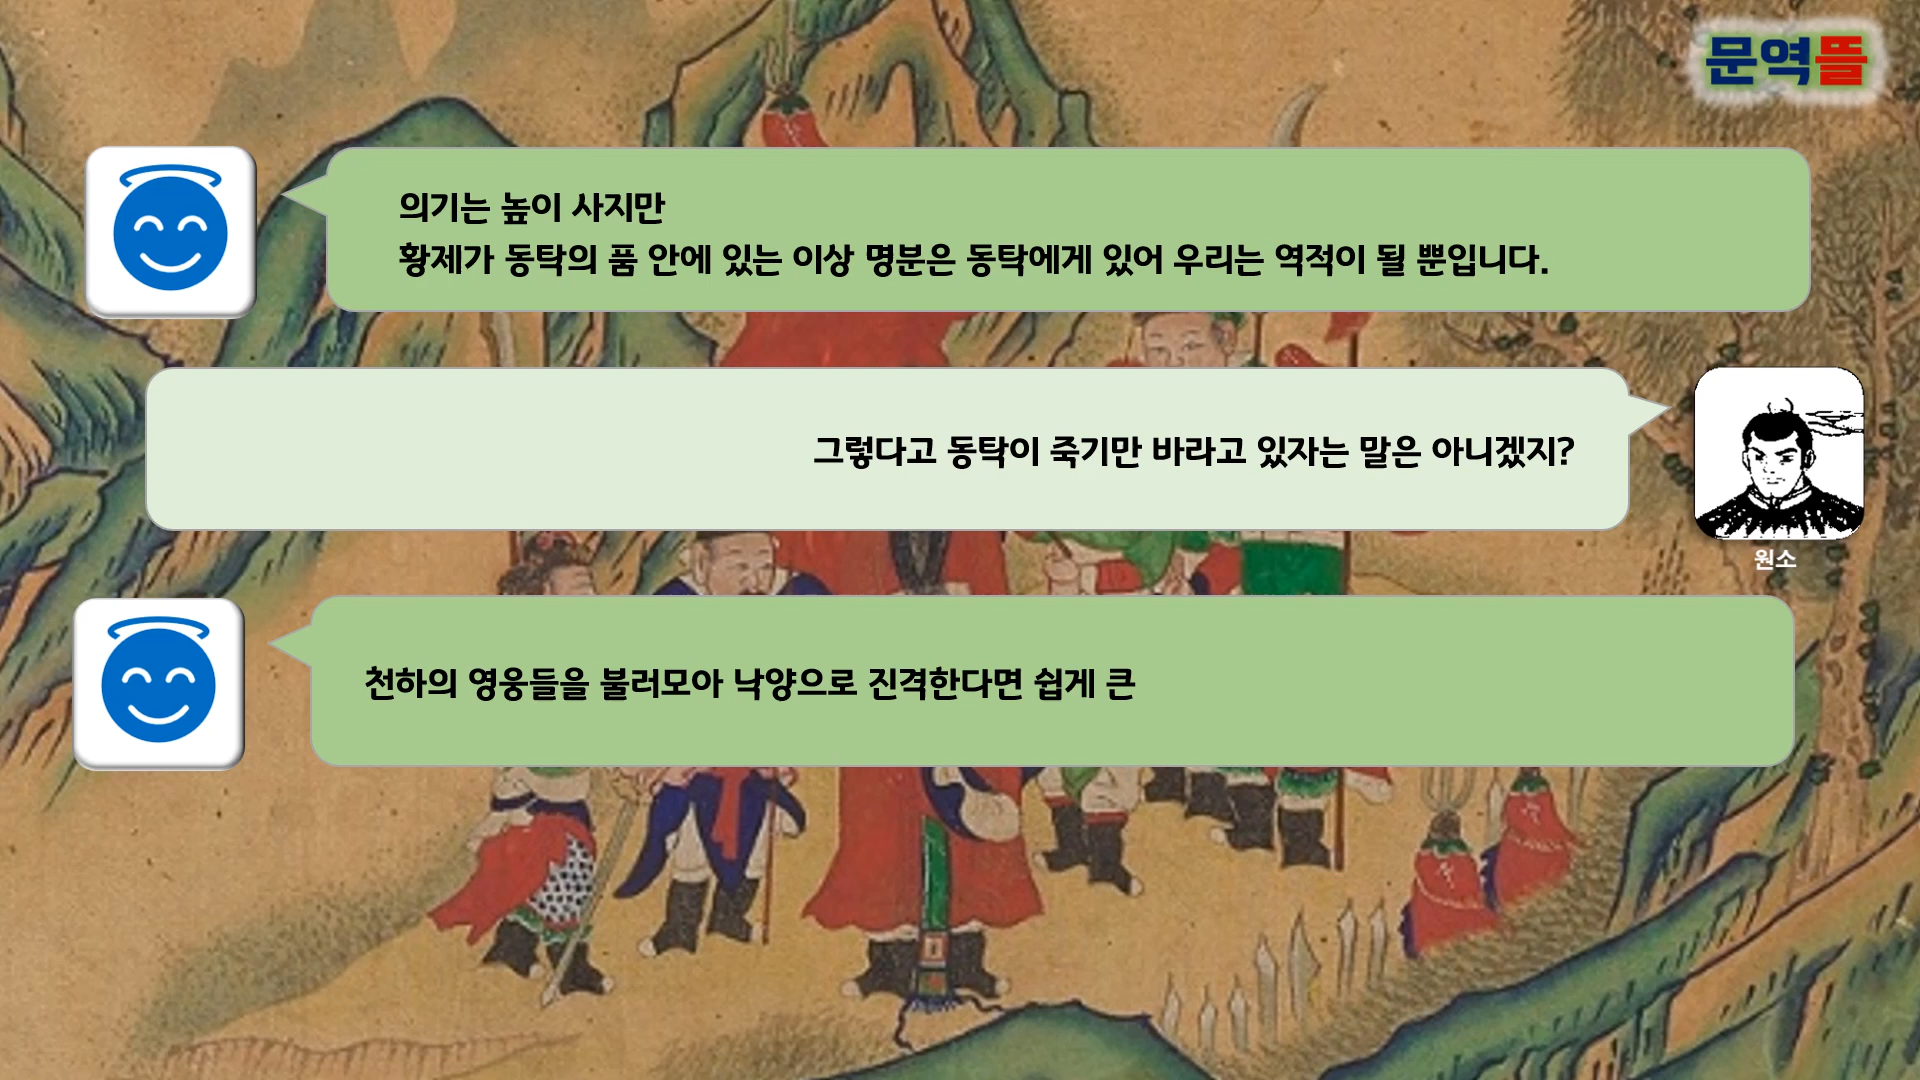 문역뜰
의기는 높이 사지만
황제가 동탁의 품 안에 있는 이상 명분은 동탁에게 있어 우리는 역적이 될 뿐입니다.
그렇다고 동탁이 죽기만 바라고 있자는 말은 아니겠지?
원소
천하의 영웅들을 불러모아 낙양으로 진격한다면 쉽게 큰